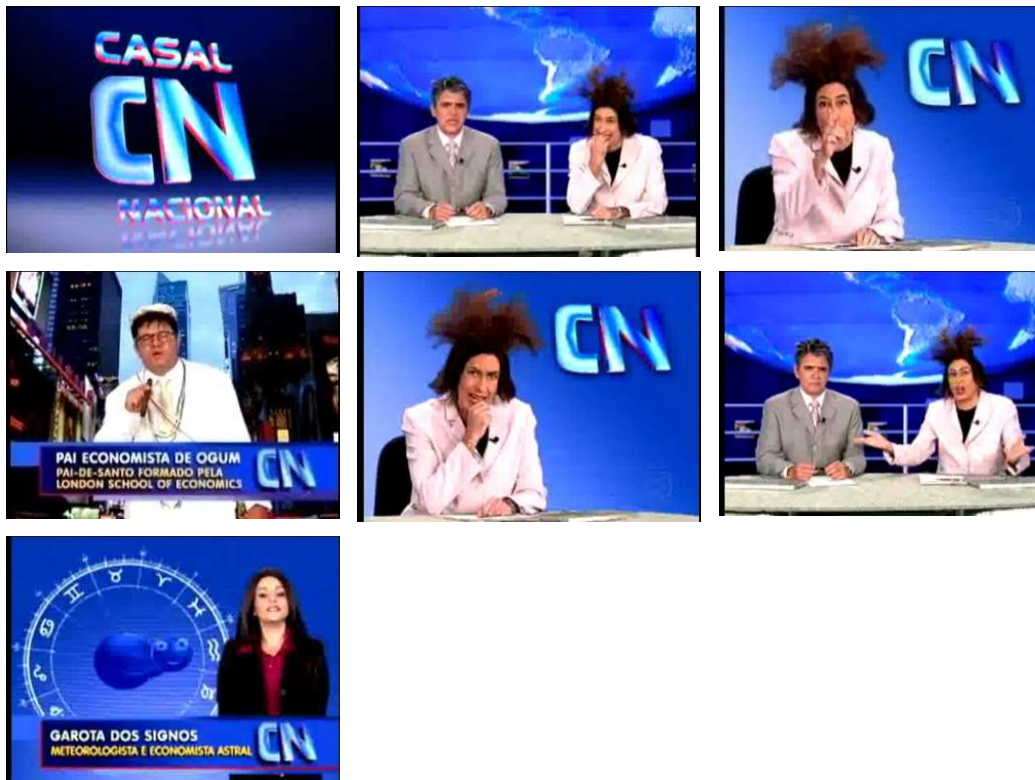 CASAL
CN
NACIONAL
CN
PAI ECONOMISTA DE OGUM
PAI-DE-SANTO FORMADO PELA
LONDON SCHOOL OF ECONOMICS
CN
CN
GAROTA DOS SIGNOS
METEOROLOGISTA E ECONOMISTA ASTRAL
CN